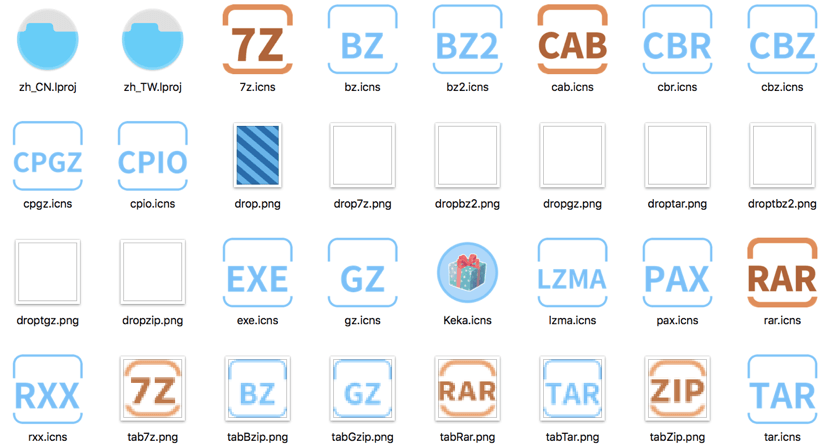 7Z
BZ
BZ2
CAB
CBR
CBZ
zh_CN.lproj
zh_TW.lproj
7z.icns
bz.icns
bz2.icns
cab.icns
cbr.icns
cbz.icns
CPGZ
CPIO
cpgz.icns
cpio.icns
drop.png
drop7z.png
dropbz2.png
dropgz.png
droptar.png
droptbz2.png
EXE
GZ
LZMA
PAX
RAR
droptgz.png
dropzip.png
exe.icns
gz.icns
Keka.icns
lzma.icns
pax.icns
rar.icns
RXX
7Z
BZ
GZ
RAR
TAR
ZIP
TAR
rxx.icns
tab7z.png
tabBzip.png
tabGzip.png
tabRar.png
tabTar.png
tabZip.png
tar.icns